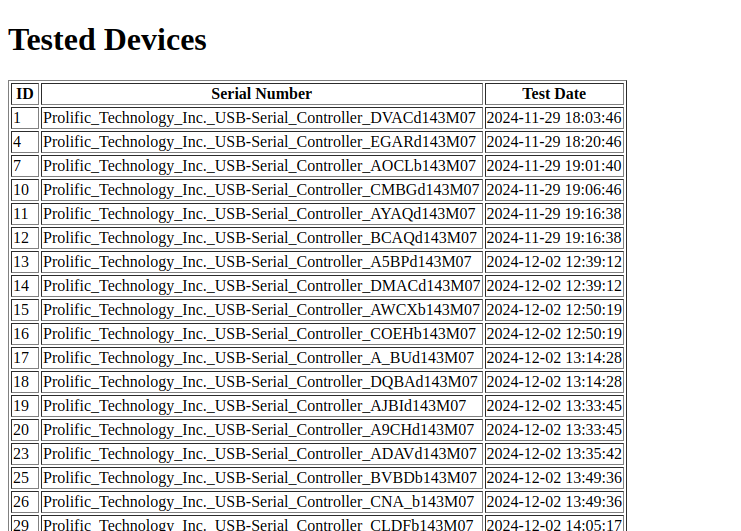 Tested Devices
ID Serial Number Test Date
1 Prolific_Technology_Inc._USB-Serial_Controller_DVACd143M07 2024-11-29 18:03:46
4 Prolific_Technology_Inc._USB-Serial_Controller_EGARd143M07 2024-11-29 18:20:46
7 Prolific_Technology_Inc._USB-Serial_Controller_AOCLb143M07 2024-11-29 19:01:40
10 Prolific_Technology_Inc._USB-Serial_Controller_CMBGd143M07 2024-11-29 19:06:46
11 Prolific_Technology_Inc._USB-Serial_Controller_AYAQd143M07 2024-11-29 19:16:38
12 Prolific_Technology_Inc._USB-Serial_Controller_BCAQd143M07 2024-11-29 19:16:38
13 Prolific_Technology_Inc._USB-Serial_Controller_A5BPd143M07 2024-12-02 12:39:12
14 Prolific_Technology_Inc._USB-Serial_Controller_DMACd143M07 2024-12-02 12:39:12
15 Prolific_Technology_Inc._USB-Serial_Controller_AWCXb143M07 2024-12-02 12:50:19
16 Prolific_Technology_Inc._USB-Serial_Controller_COEHb143M07 2024-12-02 12:50:19
17 Prolific_Technology_Inc._USB-Serial_Controller_A_BUd143M07 2024-12-02 13:14:28
18 Prolific_Technology_Inc._USB-Serial_Controller_DQBAd143M07 2024-12-02 13:14:28
19 Prolific_Technology_Inc._USB-Serial_Controller_AJBId143M07 2024-12-02 13:33:45
20 Prolific_Technology_Inc._USB-Serial_Controller_A9CHd143M07 2024-12-02 13:33:45
23 Prolific_Technology_Inc._USB-Serial_Controller_ADAVd143M07 2024-12-02 13:35:42
25 Prolific_Technology_Inc._USB-Serial_Controller_BVBDb143M07 2024-12-02 13:49:36
26 Prolific_Technology_Inc._USB-Serial_Controller_CNA_b143M07 2024-12-02 13:49:36
29 Prolific_Technology_Inc._USB-Serial_Controller_CLDFb143M07 2024-12-02 14:05:17